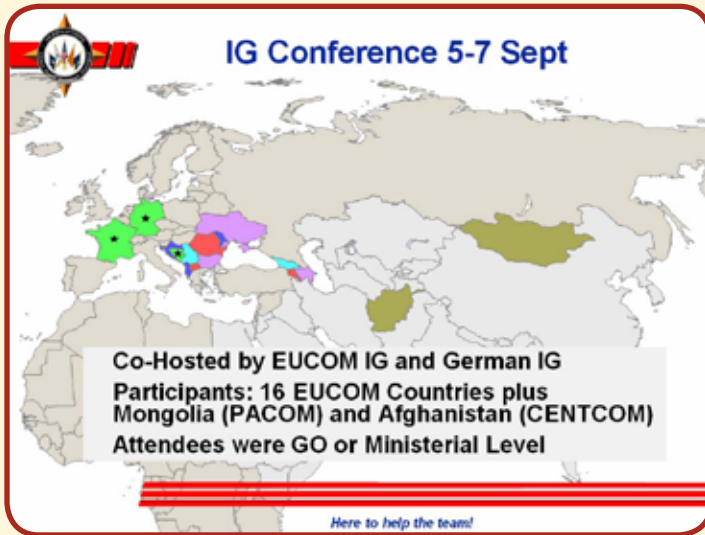 IG Conference 5-7 Sept
Co-Hosted by EUCOM IG and German IG
Participants: 16 EUCOM Countries plus
Mongolia (PACOM) and Afghanistan (CENTCOM)
Attendees were GO or Ministerial Level
Here to help the team!